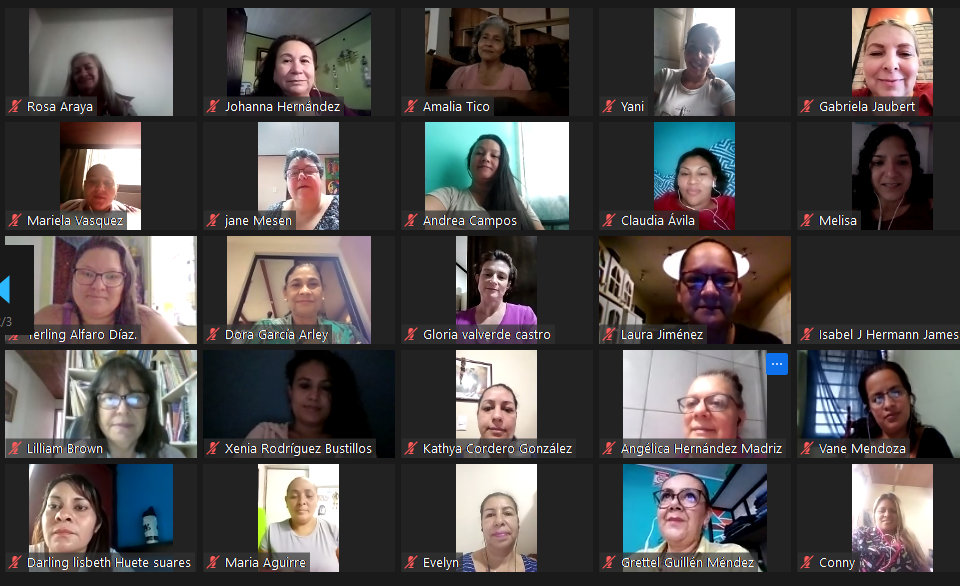 Rosa Araya
Johanna Hernández
Amalia Tico
Yani
Gabriela Jaubert
Mariela Vasquez
jane Mesen
Andrea Campos
Claudia Ávila
Melisa
Yerling Alfaro Díaz.
Dora García Arley
Gloria valverde castro
Laura Jiménez
Isabel J Hermann James
/3
Lilliam Brown
Xenia Rodríguez Bustillos
Kathya Cordero González
Angélica Hernández Madriz
Vane Mendoza
Darling lisbeth Huete suares
Maria Aguirre
Evelyn
Grettel Guillén Méndez
Conny